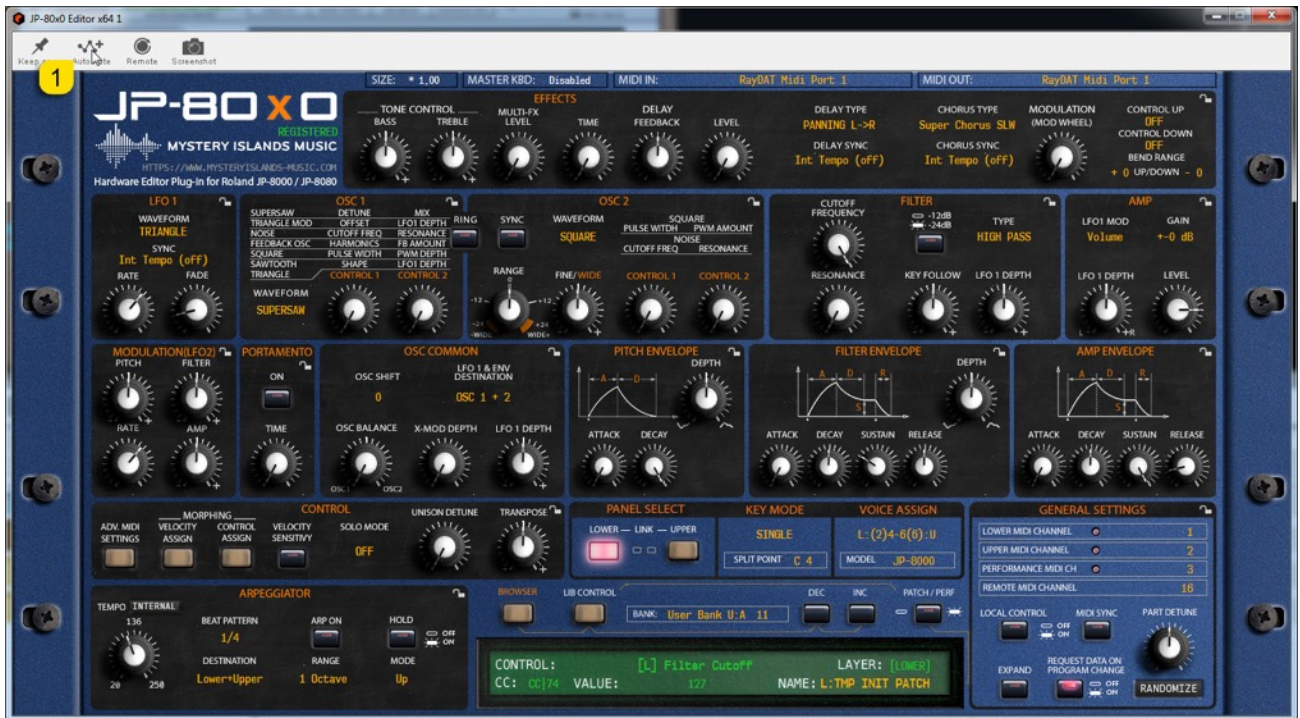 JP-80x0 Editor x64 1
Automate Remote Screenshot
1
SIZE: * 1,00 MASTER KBD: Disabled MIDI IN: RayDAT Midi Port 1 MIDI OUT: RayDAT Midi Port 1
JP-80x0
REGISTERED
MYSTERY ISLANDS MUSIC
HTTPS://WWW.MYSTERYISLANDS-MUSIC.COM
Hardware Editor Plug-In for Roland JP-8000 / JP-8080
EFFECTS
TONE CONTROL
BASS TREBLE
MULTI-FX
LEVEL
TIME
DELAY
FEEDBACK
LEVEL
DELAY TYPE
PANNING L->R
DELAY SYNC
Int Tempo (off)
CHORUS TYPE
Super Chorus SLW
CHORUS SYNC
Int Tempo (off)
MODULATION
(MOD WHEEL)
CONTROL UP
OFF
CONTROL DOWN
OFF
BEND RANGE
+ 0 UP/DOWN - 0
LFO 1
WAVEFORM
TRIANGLE
SYNC
Int Tempo (off)
RATE FADE
OSC 1
SUPERSAW DETUNE MIX
TRIANGLE MOD OFFSET LFO1 DEPTH
NOISE CUTOFF FREQ RESONANCE
FEEDBACK OSC HARMONICS FB AMOUNT
SQUARE PULSE WIDTH PWM DEPTH
SAWTOOTH SHAPE LFO1 DEPTH
TRIANGLE CONTROL 1 CONTROL 2
WAVEFORM
SUPERSAW
RING SYNC
OSC 2
WAVEFORM
SQUARE
SQUARE
PULSE WITDH PWM AMOUNT
NOISE
CUTOFF FREQ RESONANCE
RANGE
0
-12 +12
-24 +24
-WIDE WIDE+
FINE/WIDE
CONTROL 1 CONTROL 2
FILTER
CUTOFF
FREQUENCY
-12dB
-24dB
TYPE
HIGH PASS
RESONANCE KEY FOLLOW LFO 1 DEPTH
AMP
LFO1 MOD GAIN
Volume +-0 dB
LFO 1 DEPTH LEVEL
L +R
MODULATION(LFO2)
PITCH FILTER
RATE AMP
PORTAMENTO
ON
TIME
OSC COMMON
OSC SHIFT
0
LFO 1 & ENV
DESTINATION
OSC 1 + 2
OSC BALANCE X-MOD DEPTH LFO 1 DEPTH
OSC1 OSC2
PITCH ENVELOPE
A D
DEPTH
ATTACK DECAY
FILTER ENVELOPE
A D R
S
DEPTH
ATTACK DECAY SUSTAIN RELEASE
AMP ENVELOPE
A D R
S
ATTACK DECAY SUSTAIN RELEASE
CONTROL
MORPHING
ADV. MIDI
SETTINGS
VELOCITY
ASSIGN
CONTROL
ASSIGN
VELOCITY
SENSITIVY
SOLO MODE
OFF
UNISON DETUNE TRANSPOSE
PANEL SELECT
LOWER — LINK — UPPER
KEY MODE
SINGLE
SPLIT POINT C 4
VOICE ASSIGN
L:(2)4-6(6):U
MODEL JP-8000
GENERAL SETTINGS
LOWER MIDI CHANNEL 1
UPPER MIDI CHANNEL 2
PERFORMANCE MIDI CH 3
REMOTE MIDI CHANNEL 16
LOCAL CONTROL
OFF
ON
MIDI SYNC
PART DETUNE
EXPAND
REQUEST DATA ON
PROGRAM CHANGE
OFF
ON
RANDOMIZE
ARPEGGIATOR
TEMPO INTERNAL
136
20 250
BEAT PATTERN
1/4
DESTINATION
Lower+Upper
ARP ON
RANGE
1 Octave
HOLD
OFF
ON
MODE
Up
BROWSER LIB CONTROL
BANK: User Bank U:A 11
DEC INC PATCH / PERF
CONTROL: [L] Filter Cutoff LAYER: [LOWER]
CC: CC|74 VALUE: 127 NAME: L:TMP INIT PATCH